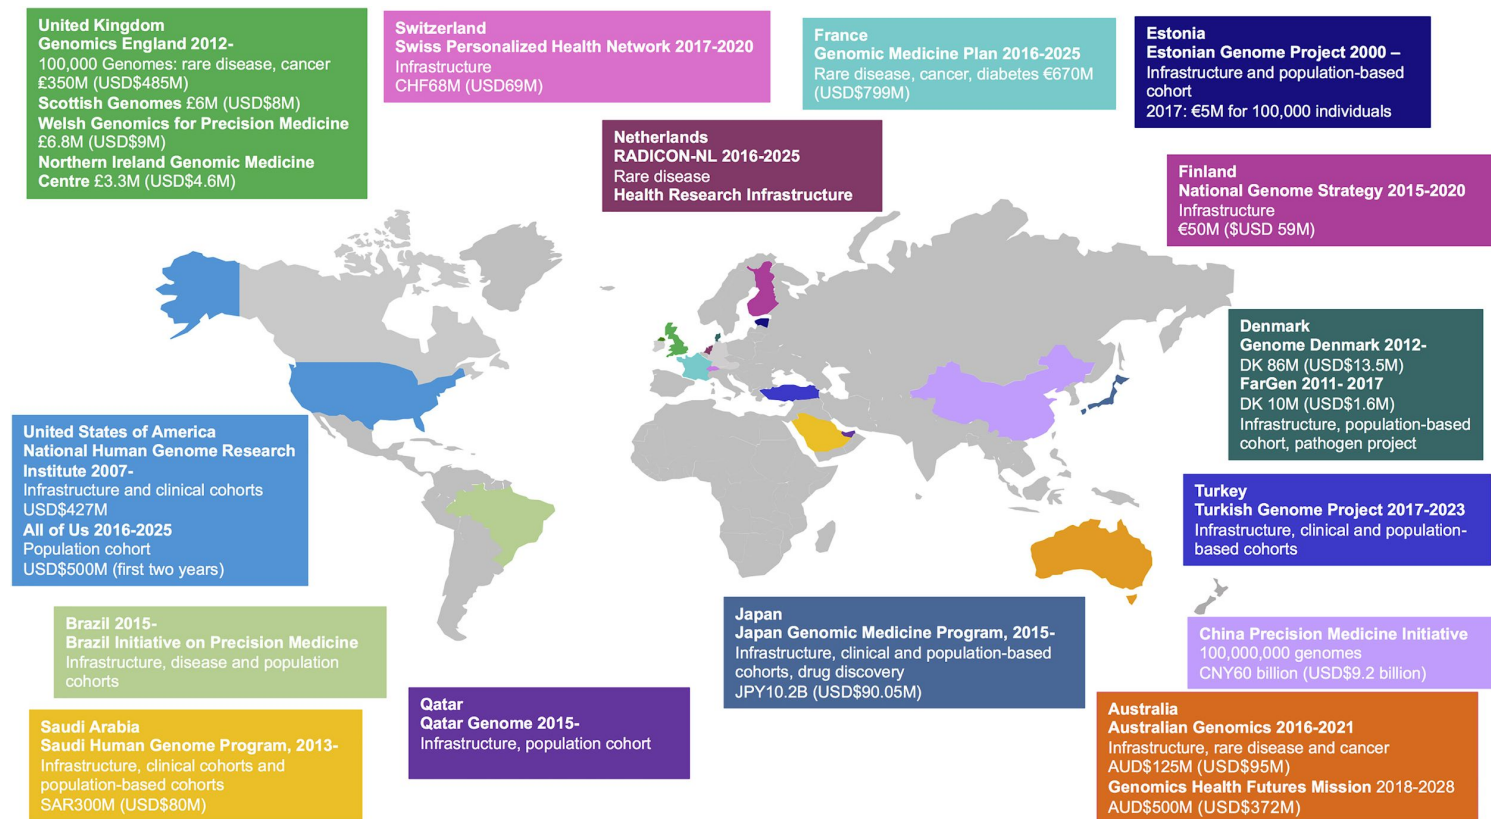 United Kingdom
Genomics England 2012-
100,000 Genomes: rare disease, cancer
£350M (USD$485M)
Scottish Genomes £6M (USD$8M)
Welsh Genomics for Precision Medicine
£6.8M (USD$9M)
Northern Ireland Genomic Medicine
Centre £3.3M (USD$4.6M)
Switzerland
Swiss Personalized Health Network 2017-2020
Infrastructure
CHF68M (USD69M)
France
Genomic Medicine Plan 2016-2025
Rare disease, cancer, diabetes €670M
(USD$799M)
Estonia
Estonian Genome Project 2000 –
Infrastructure and population-based
cohort
2017: €5M for 100,000 individuals
Netherlands
RADICON-NL 2016-2025
Rare disease
Health Research Infrastructure
Finland
National Genome Strategy 2015-2020
Infrastructure
€50M ($USD 59M)
Denmark
Genome Denmark 2012-
DK 86M (USD$13.5M)
FarGen 2011- 2017
DK 10M (USD$1.6M)
Infrastructure, population-based
cohort, pathogen project
United States of America
National Human Genome Research
Institute 2007-
Infrastructure and clinical cohorts
USD$427M
All of Us 2016-2025
Population cohort
USD$500M (first two years)
Turkey
Turkish Genome Project 2017-2023
Infrastructure, clinical and population-
based cohorts
Brazil 2015-
Brazil Initiative on Precision Medicine
Infrastructure, disease and population
cohorts
Japan
Japan Genomic Medicine Program, 2015-
Infrastructure, clinical and population-based
cohorts, drug discovery
JPY10.2B (USD$90.05M)
China Precision Medicine Initiative
100,000,000 genomes
CNY60 billion (USD$9.2 billion)
Qatar
Qatar Genome 2015-
Infrastructure, population cohort
Saudi Arabia
Saudi Human Genome Program, 2013-
Infrastructure, clinical cohorts and
population-based cohorts
SAR300M (USD$80M)
Australia
Australian Genomics 2016-2021
Infrastructure, rare disease and cancer
AUD$125M (USD$95M)
Genomics Health Futures Mission 2018-2028
AUD$500M (USD$372M)